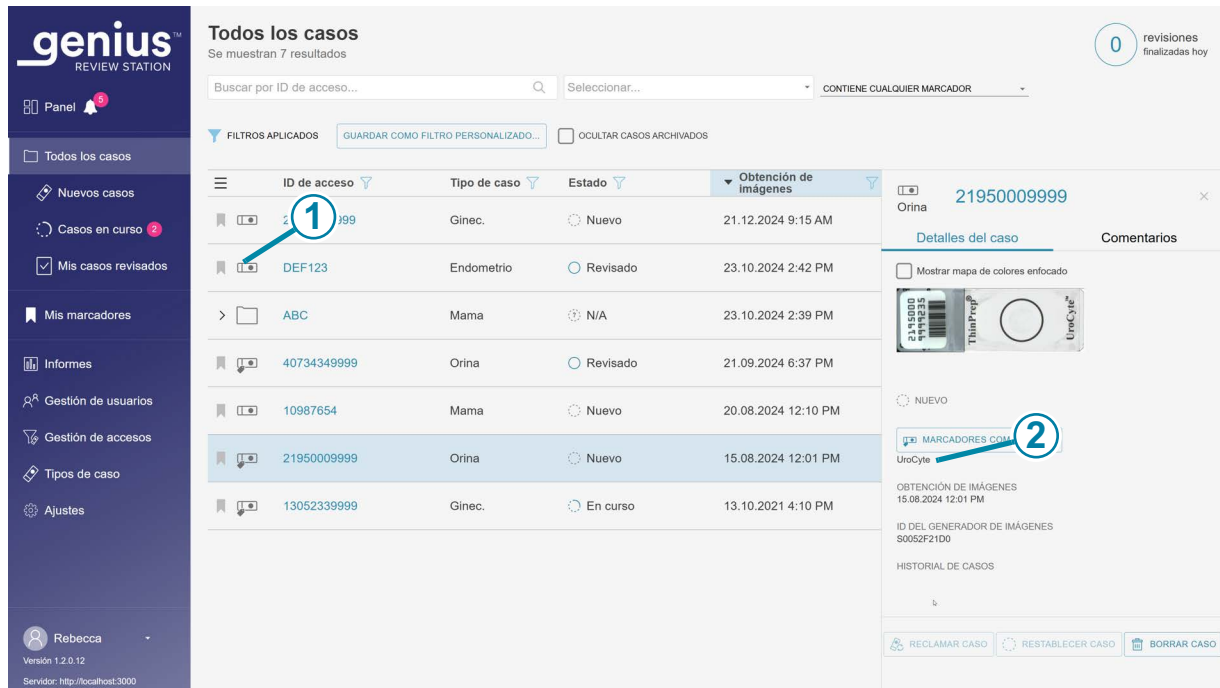 genius™
REVIEW STATION
Panel 5
Todos los casos
Nuevos casos
Casos en curso 2
Mis casos revisados
Mis marcadores
Informes
Gestión de usuarios
Gestión de accesos
Tipos de caso
Ajustes
Rebecca
Versión 1.2.0.12
Servidor: http://localhost:3000
Todos los casos
Se muestran 7 resultados
0 revisiones
finalizadas hoy
Buscar por ID de acceso... Seleccionar... CONTIENE CUALQUIER MARCADOR
FILTROS APLICADOS GUARDAR COMO FILTRO PERSONALIZADO... OCULTAR CASOS ARCHIVADOS
ID de acceso Tipo de caso Estado Obtención de
imágenes
1 Ginec. Nuevo 21.12.2024 9:15 AM
DEF123 Endometrio Revisado 23.10.2024 2:42 PM
ABC Mama N/A 23.10.2024 2:39 PM
40734349999 Orina Revisado 21.09.2024 6:37 PM
10987654 Mama Nuevo 20.08.2024 12:10 PM
21950009999 Orina Nuevo 15.08.2024 12:01 PM
13052339999 Ginec. En curso 13.10.2021 4:10 PM
Orina 21950009999
Detalles del caso Comentarios
Mostrar mapa de colores enfocado
2195000
9999235
ThinPrep®
UroCyte™
NUEVO
MARCADORES 2
UroCyte
OBTENCIÓN DE IMÁGENES
15.08.2024 12:01 PM
ID DEL GENERADOR DE IMÁGENES
S0052F21D0
HISTORIAL DE CASOS
RECLAMAR CASO RESTABLECER CASO BORRAR CASO